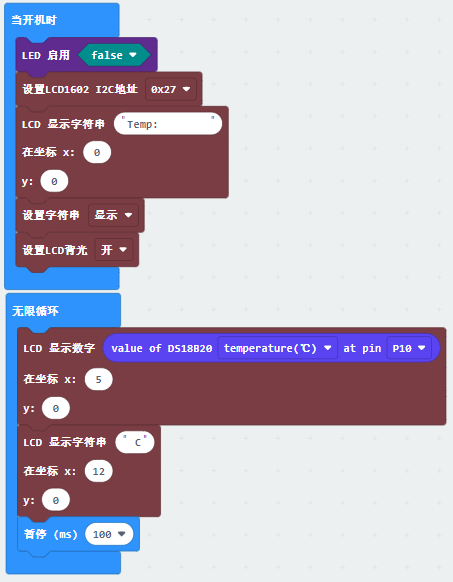 当开机时
LED 启用 false
设置LCD1602 I2C地址 0x27
LCD 显示字符串 "Temp:        "
在坐标 x: 0
y: 0
设置字符串 显示
设置LCD背光 开
无限循环
LCD 显示数字 value of DS18B20 temperature(℃) at pin P10
在坐标 x: 5
y: 0
LCD 显示字符串 " C"
在坐标 x: 12
y: 0
暂停 (ms) 100